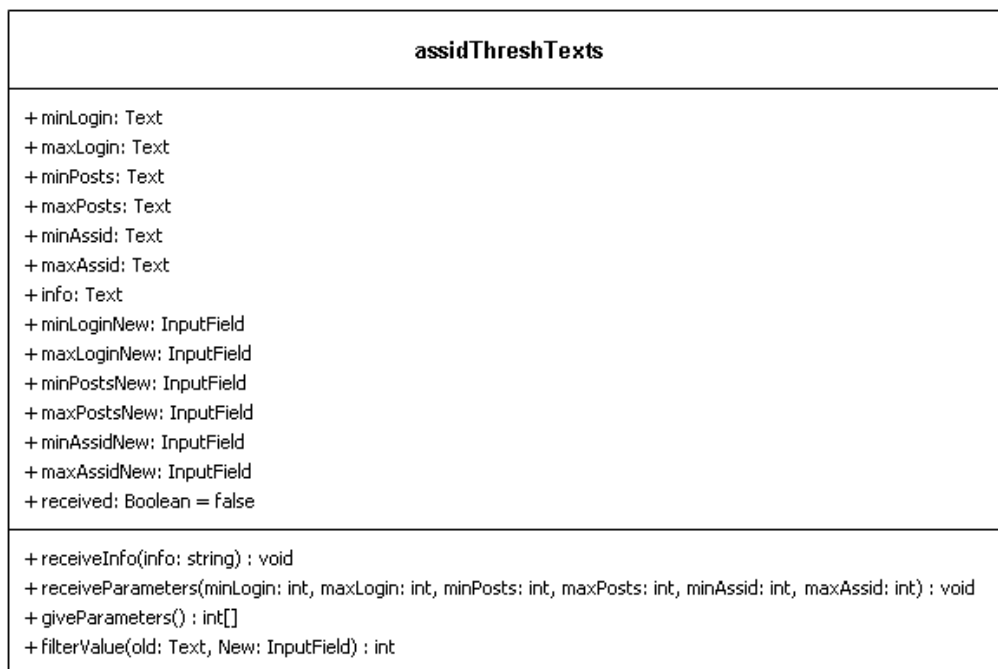 assidThreshTexts
+ minLogin: Text
+ maxLogin: Text
+ minPosts: Text
+ maxPosts: Text
+ minAssid: Text
+ maxAssid: Text
+ info: Text
+ minLoginNew: InputField
+ maxLoginNew: InputField
+ minPostsNew: InputField
+ maxPostsNew: InputField
+ minAssidNew: InputField
+ maxAssidNew: InputField
+ received: Boolean = false
+ receiveInfo(info: string) : void
+ receiveParameters(minLogin: int, maxLogin: int, minPosts: int, maxPosts: int, minAssid: int, maxAssid: int) : void
+ giveParameters() : int[]
+ filterValue(old: Text, New: InputField) : int